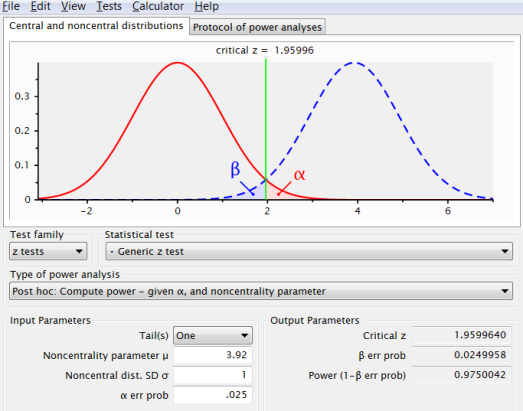 File Edit View Tests Calculator Help
Central and noncentral distributions Protocol of power analyses
critical z = 1.95996
0.3
0.2
0.1
0
β α
-2 0 2 4 6
Test family Statistical test
z tests - Generic z test
Type of power analysis
Post hoc: Compute power - given α, and noncentrality parameter
Input Parameters Output Parameters
Tail(s) One Critical z 1.9599640
Noncentrality parameter μ 3.92 β err prob 0.0249958
Noncentral dist. SD σ 1 Power (1-β err prob) 0.9750042
α err prob .025